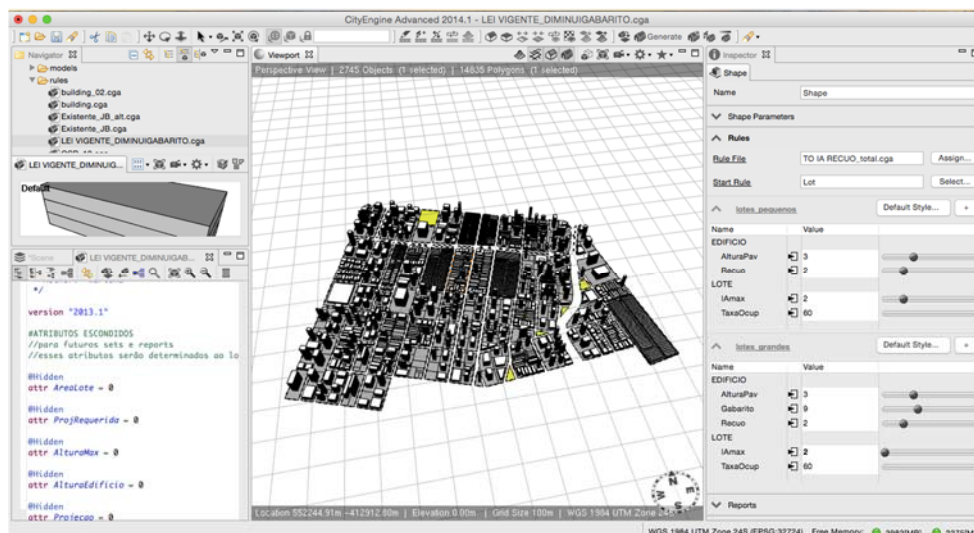 CityEngine Advanced 2014.1 - LEI VIGENTE_DIMINUIGABARITO.cga
Generate
Navigator
models
rules
building_02.cga
building.cga
Existente_JB_alt.cga
Existente_JB.cga
LEI VIGENTE_DIMINUIGABARITO.cga
LEI VIGENTE_DIMINUIG...
Default
*Scene
LEI VIGENTE_DIMINUIGAB...
*/
version "2013.1"
#ATRIBUTOS ESCONDIDOS
//para futuros sets e reports
//esses atributos serão determinados ao lo
@Hidden
attr AreaLote = 0
@Hidden
attr ProjRequerida = 0
@Hidden
attr AlturaMax = 0
@Hidden
attr AlturaEdificio = 0
@Hidden
attr Projecao = 0
Viewport
Perspective View | 2745 Objects (1 selected) | 14835 Polygons (1 selected)
N
E
S
W
Location 552244.91m, -412912.80m | Elevation 0.00m | Grid Size 100m | WGS 1984 UTM Zone 24S
Inspector
Shape
Name
Shape
Shape Parameters
Rules
Rule File
TO IA RECUO_total.cga
Assign...
Start Rule
Lot
Select...
lotes_pequenos
Default Style...
+
Name
Value
EDIFICIO
AlturaPav
3
Recuo
2
LOTE
IAmax
2
TaxaOcup
60
lotes_grandes
Default Style...
+
Name
Value
EDIFICIO
AlturaPav
3
Gabarito
9
Recuo
2
LOTE
IAmax
2
TaxaOcup
60
Reports
WGS 1984 UTM Zone 24S (EPSG:32724) Free Memory: